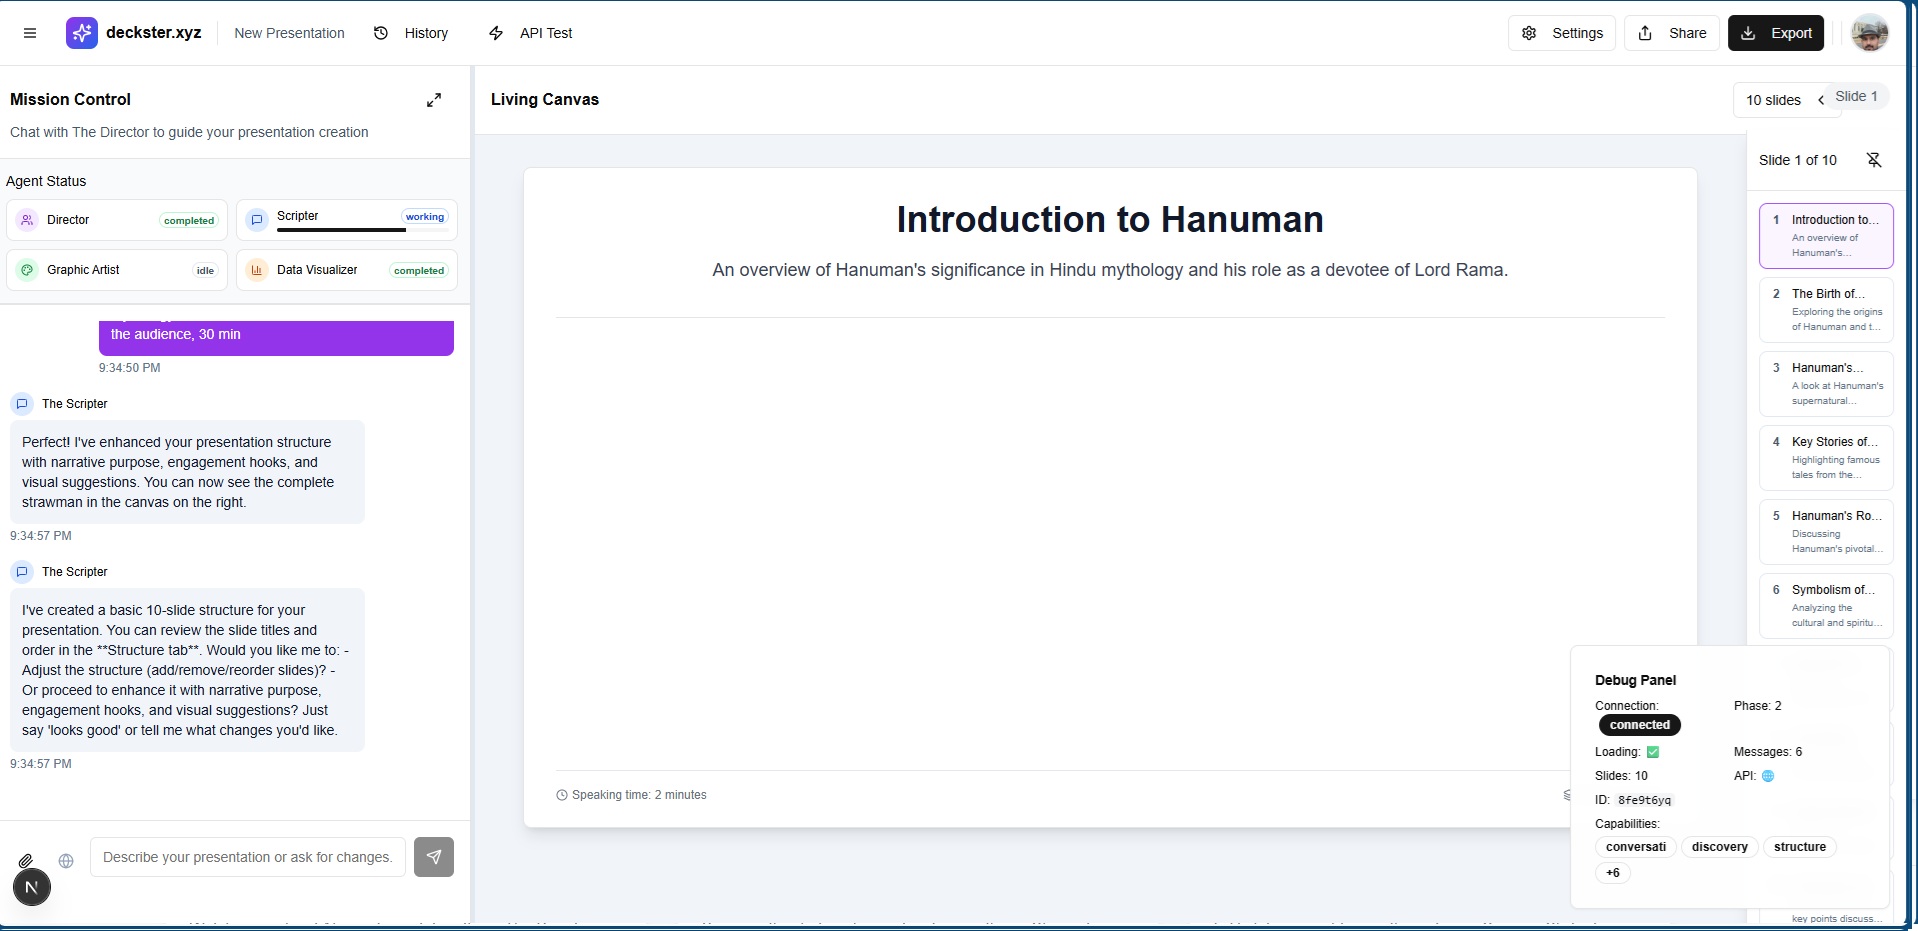 deckster.xyz
New Presentation
History
API Test
Settings
Share
Export
Mission Control
Chat with The Director to guide your presentation creation
Agent Status
Director
completed
Scripter
working
Graphic Artist
idle
Data Visualizer
completed
the audience, 30 min
9:34:50 PM
The Scripter
Perfect! I've enhanced your presentation structure
with narrative purpose, engagement hooks, and
visual suggestions. You can now see the complete
strawman in the canvas on the right.
9:34:57 PM
The Scripter
I've created a basic 10-slide structure for your
presentation. You can review the slide titles and
order in the **Structure tab**. Would you like me to: -
Adjust the structure (add/remove/reorder slides)? -
Or proceed to enhance it with narrative purpose,
engagement hooks, and visual suggestions? Just
say 'looks good' or tell me what changes you'd like.
9:34:57 PM
Describe your presentation or ask for changes.
N
Living Canvas
10 slides
Slide 1
Introduction to Hanuman
An overview of Hanuman's significance in Hindu mythology and his role as a devotee of Lord Rama.
Speaking time: 2 minutes
Slide 1 of 10
1 Introduction to...
An overview of
Hanuman's...
2 The Birth of...
Exploring the origins
of Hanuman and t...
3 Hanuman's...
A look at Hanuman's
supernatural...
4 Key Stories of...
Highlighting famous
tales from the...
5 Hanuman's Ro...
Discussing
Hanuman's pivotal...
6 Symbolism of...
Analyzing the
cultural and spiritu...
Debug Panel
Connection:
connected
Phase: 2
Loading: ✅
Messages: 6
Slides: 10
API: 🌐
ID: 8fe9t6yq
Capabilities:
conversati
discovery
structure
+6
key points discuss...